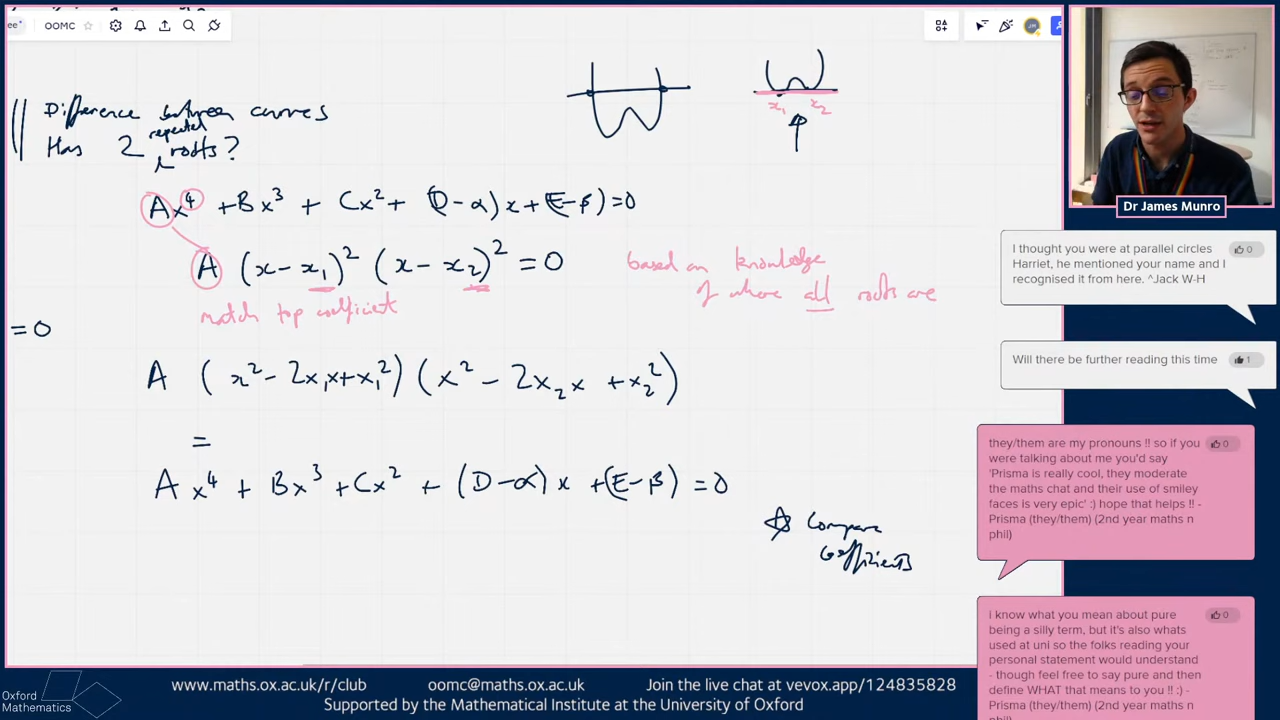 OOMC
Difference between curves
Has 2 repeated roots?
x₁ x₂
Ax⁴ + Bx³ + Cx² + (D-α)x + (E-β) = 0
A (x-x₁)² (x-x₂)² = 0
based on knowledge
of where all roots are
match top coefficient
= 0
A (x² - 2x₁x + x₁²) (x² - 2x₂x + x₂²)
=
A x⁴ + Bx³ + Cx² + (D-α)x + (E-β) = 0
☆ Compare
coefficients
Dr James Munro
I thought you were at parallel circles
Harriet, he mentioned your name and I
recognised it from here. ^Jack W-H
0
Will there be further reading this time
1
they/them are my pronouns !! so if you
were talking about me you'd say
'Prisma is really cool, they moderate
the maths chat and their use of smiley
faces is very epic' :) hope that helps !! -
Prisma (they/them) (2nd year maths n
phil)
0
i know what you mean about pure
being a silly term, but it's also whats
used at uni so the folks reading your
personal statement would understand
- though feel free to say pure and then
define WHAT that means to you !! :) -
Prisma (they/them) (2nd year maths n
0
Oxford
Mathematics
www.maths.ox.ac.uk/r/club oomc@maths.ox.ac.uk Join the live chat at vevox.app/124835828
Supported by the Mathematical Institute at the University of Oxford